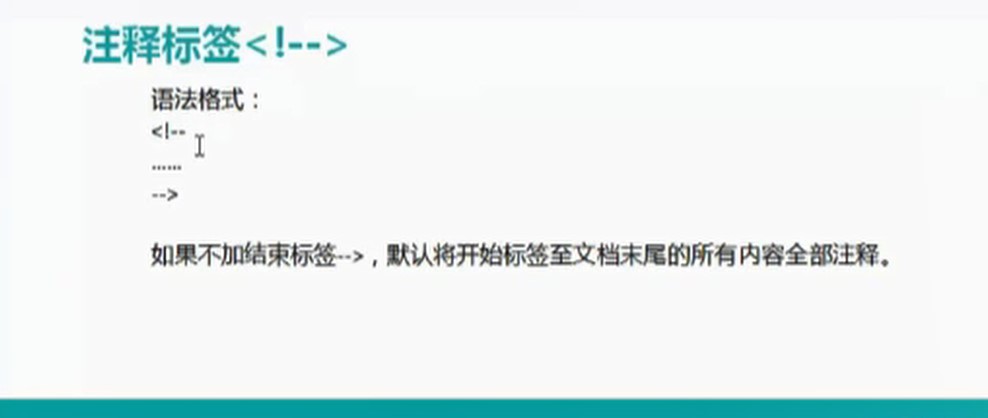 注释标签<!-->
语法格式：
<!--
……
-->
如果不加结束标签-->，默认将开始标签至文档末尾的所有内容全部注释。